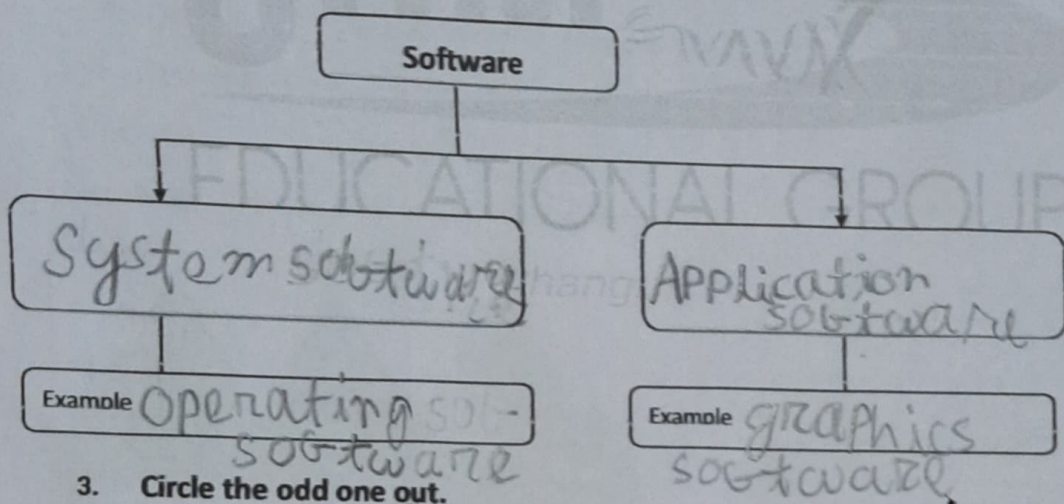 Software
EDUCATIONAL GROUP
System software
hang
Application
software
Example Operating
software
Example graphics
software
3. Circle the odd one out.